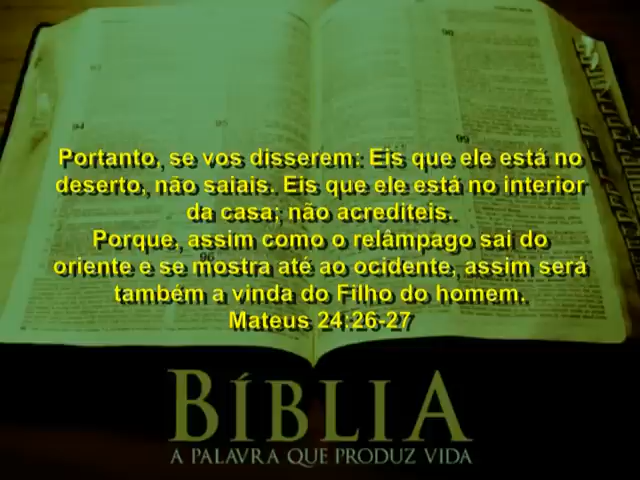 Portanto, se vos disserem: Eis que ele está no
deserto, não saiais. Eis que ele está no interior
da casa; não acrediteis.
Porque, assim como o relâmpago sai do
oriente e se mostra até ao ocidente, assim será
também a vinda do Filho do homem.
Mateus 24:26-27
BÍBLIA
A PALAVRA QUE PRODUZ VIDA